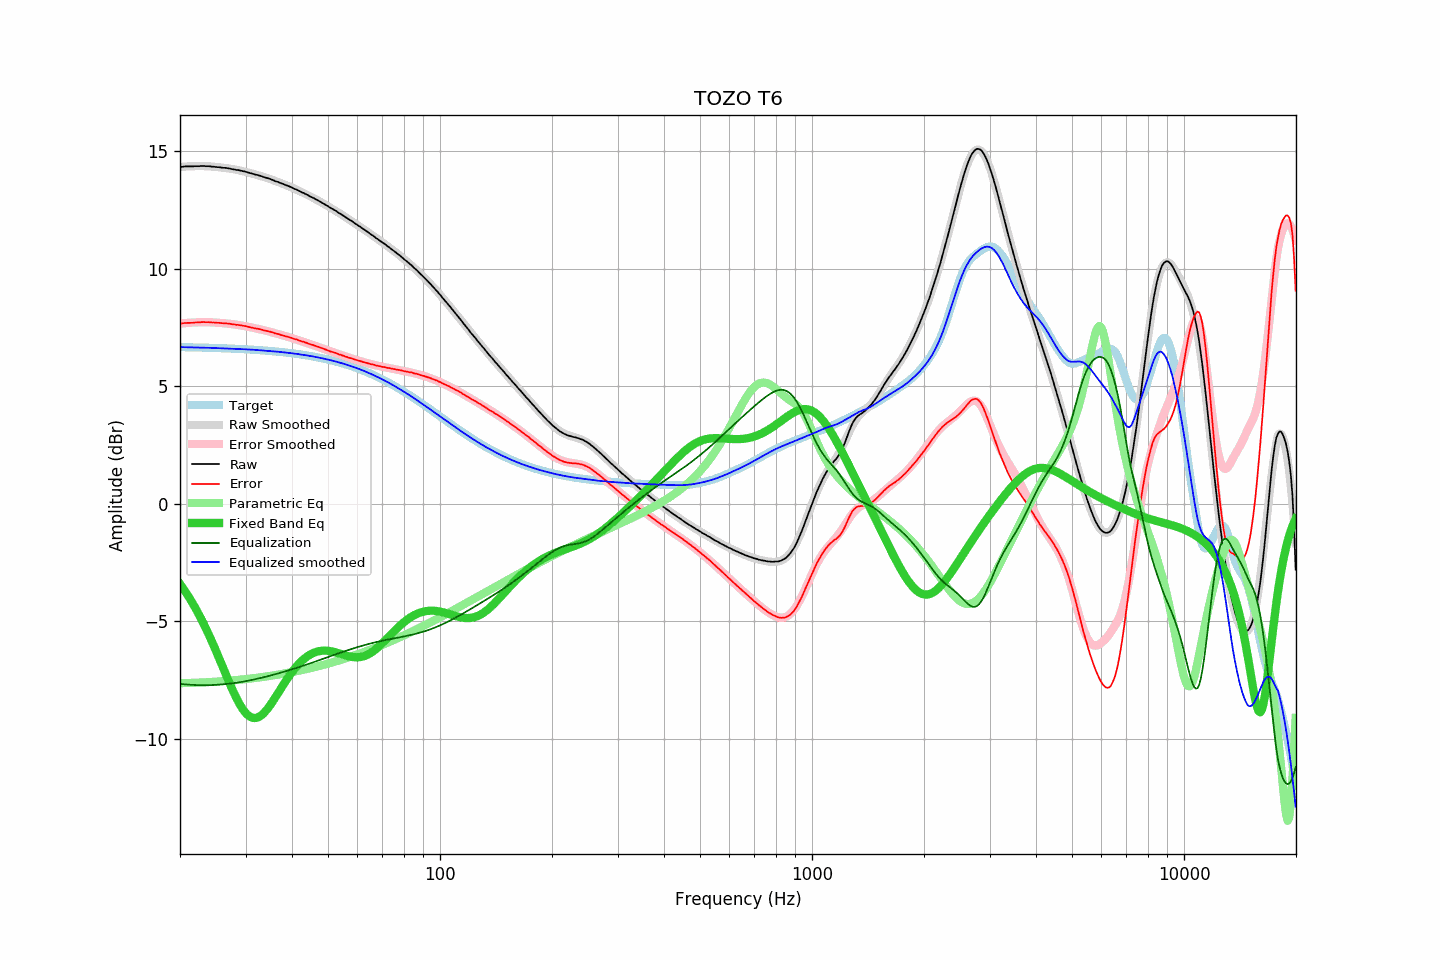 TOZO T6
Amplitude (dBr)
15
10
5
0
−5
−10
Target
Raw Smoothed
Error Smoothed
Raw
Error
Parametric Eq
Fixed Band Eq
Equalization
Equalized smoothed
100
1000
10000
Frequency (Hz)